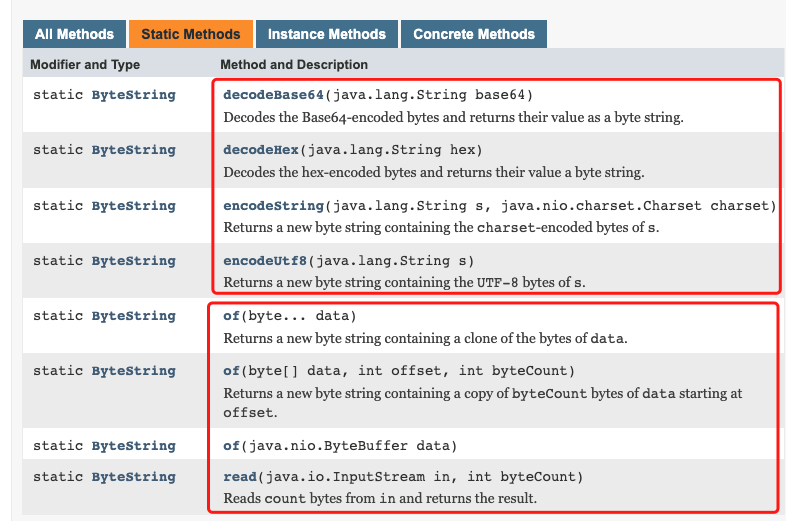 All Methods Static Methods Instance Methods Concrete Methods
Modifier and Type Method and Description
static ByteString decodeBase64(java.lang.String base64)
Decodes the Base64-encoded bytes and returns their value as a byte string.
static ByteString decodeHex(java.lang.String hex)
Decodes the hex-encoded bytes and returns their value a byte string.
static ByteString encodeString(java.lang.String s, java.nio.charset.Charset charset)
Returns a new byte string containing the charset-encoded bytes of s.
static ByteString encodeUtf8(java.lang.String s)
Returns a new byte string containing the UTF-8 bytes of s.
static ByteString of(byte... data)
Returns a new byte string containing a clone of the bytes of data.
static ByteString of(byte[] data, int offset, int byteCount)
Returns a new byte string containing a copy of byteCount bytes of data starting at
offset.
static ByteString of(java.nio.ByteBuffer data)
static ByteString read(java.io.InputStream in, int byteCount)
Reads count bytes from in and returns the result.